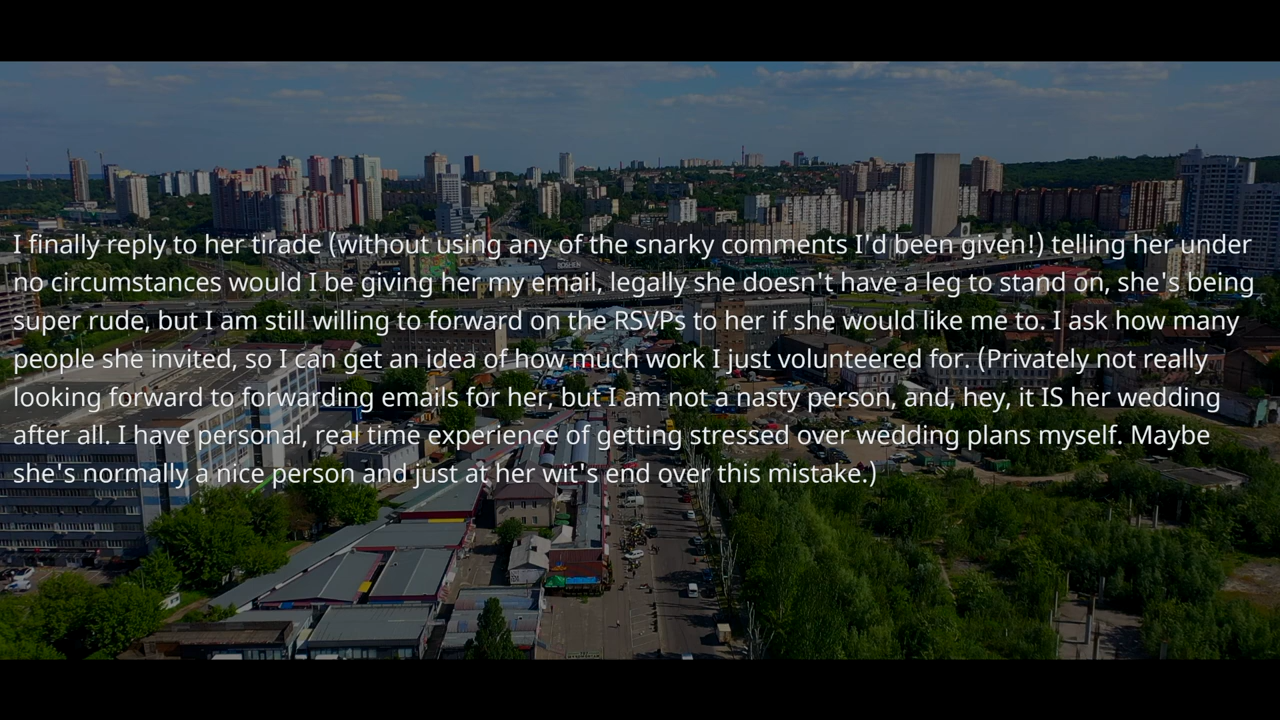 I finally reply to her tirade (without using any of the snarky comments I'd been given!) telling her under
no circumstances would I be giving her my email, legally she doesn't have a leg to stand on, she's being
super rude, but I am still willing to forward on the RSVPs to her if she would like me to. I ask how many
people she invited, so I can get an idea of how much work I just volunteered for. (Privately not really
looking forward to forwarding emails for her, but I am not a nasty person, and, hey, it IS her wedding
after all. I have personal, real time experience of getting stressed over wedding plans myself. Maybe
she's normally a nice person and just at her wit's end over this mistake.)